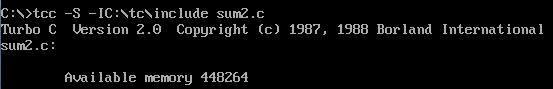 C:\>tcc -S -IC:\tc\include sum2.c
Turbo C  Version 2.0  Copyright (c) 1987, 1988 Borland International
sum2.c:
        Available memory 448264